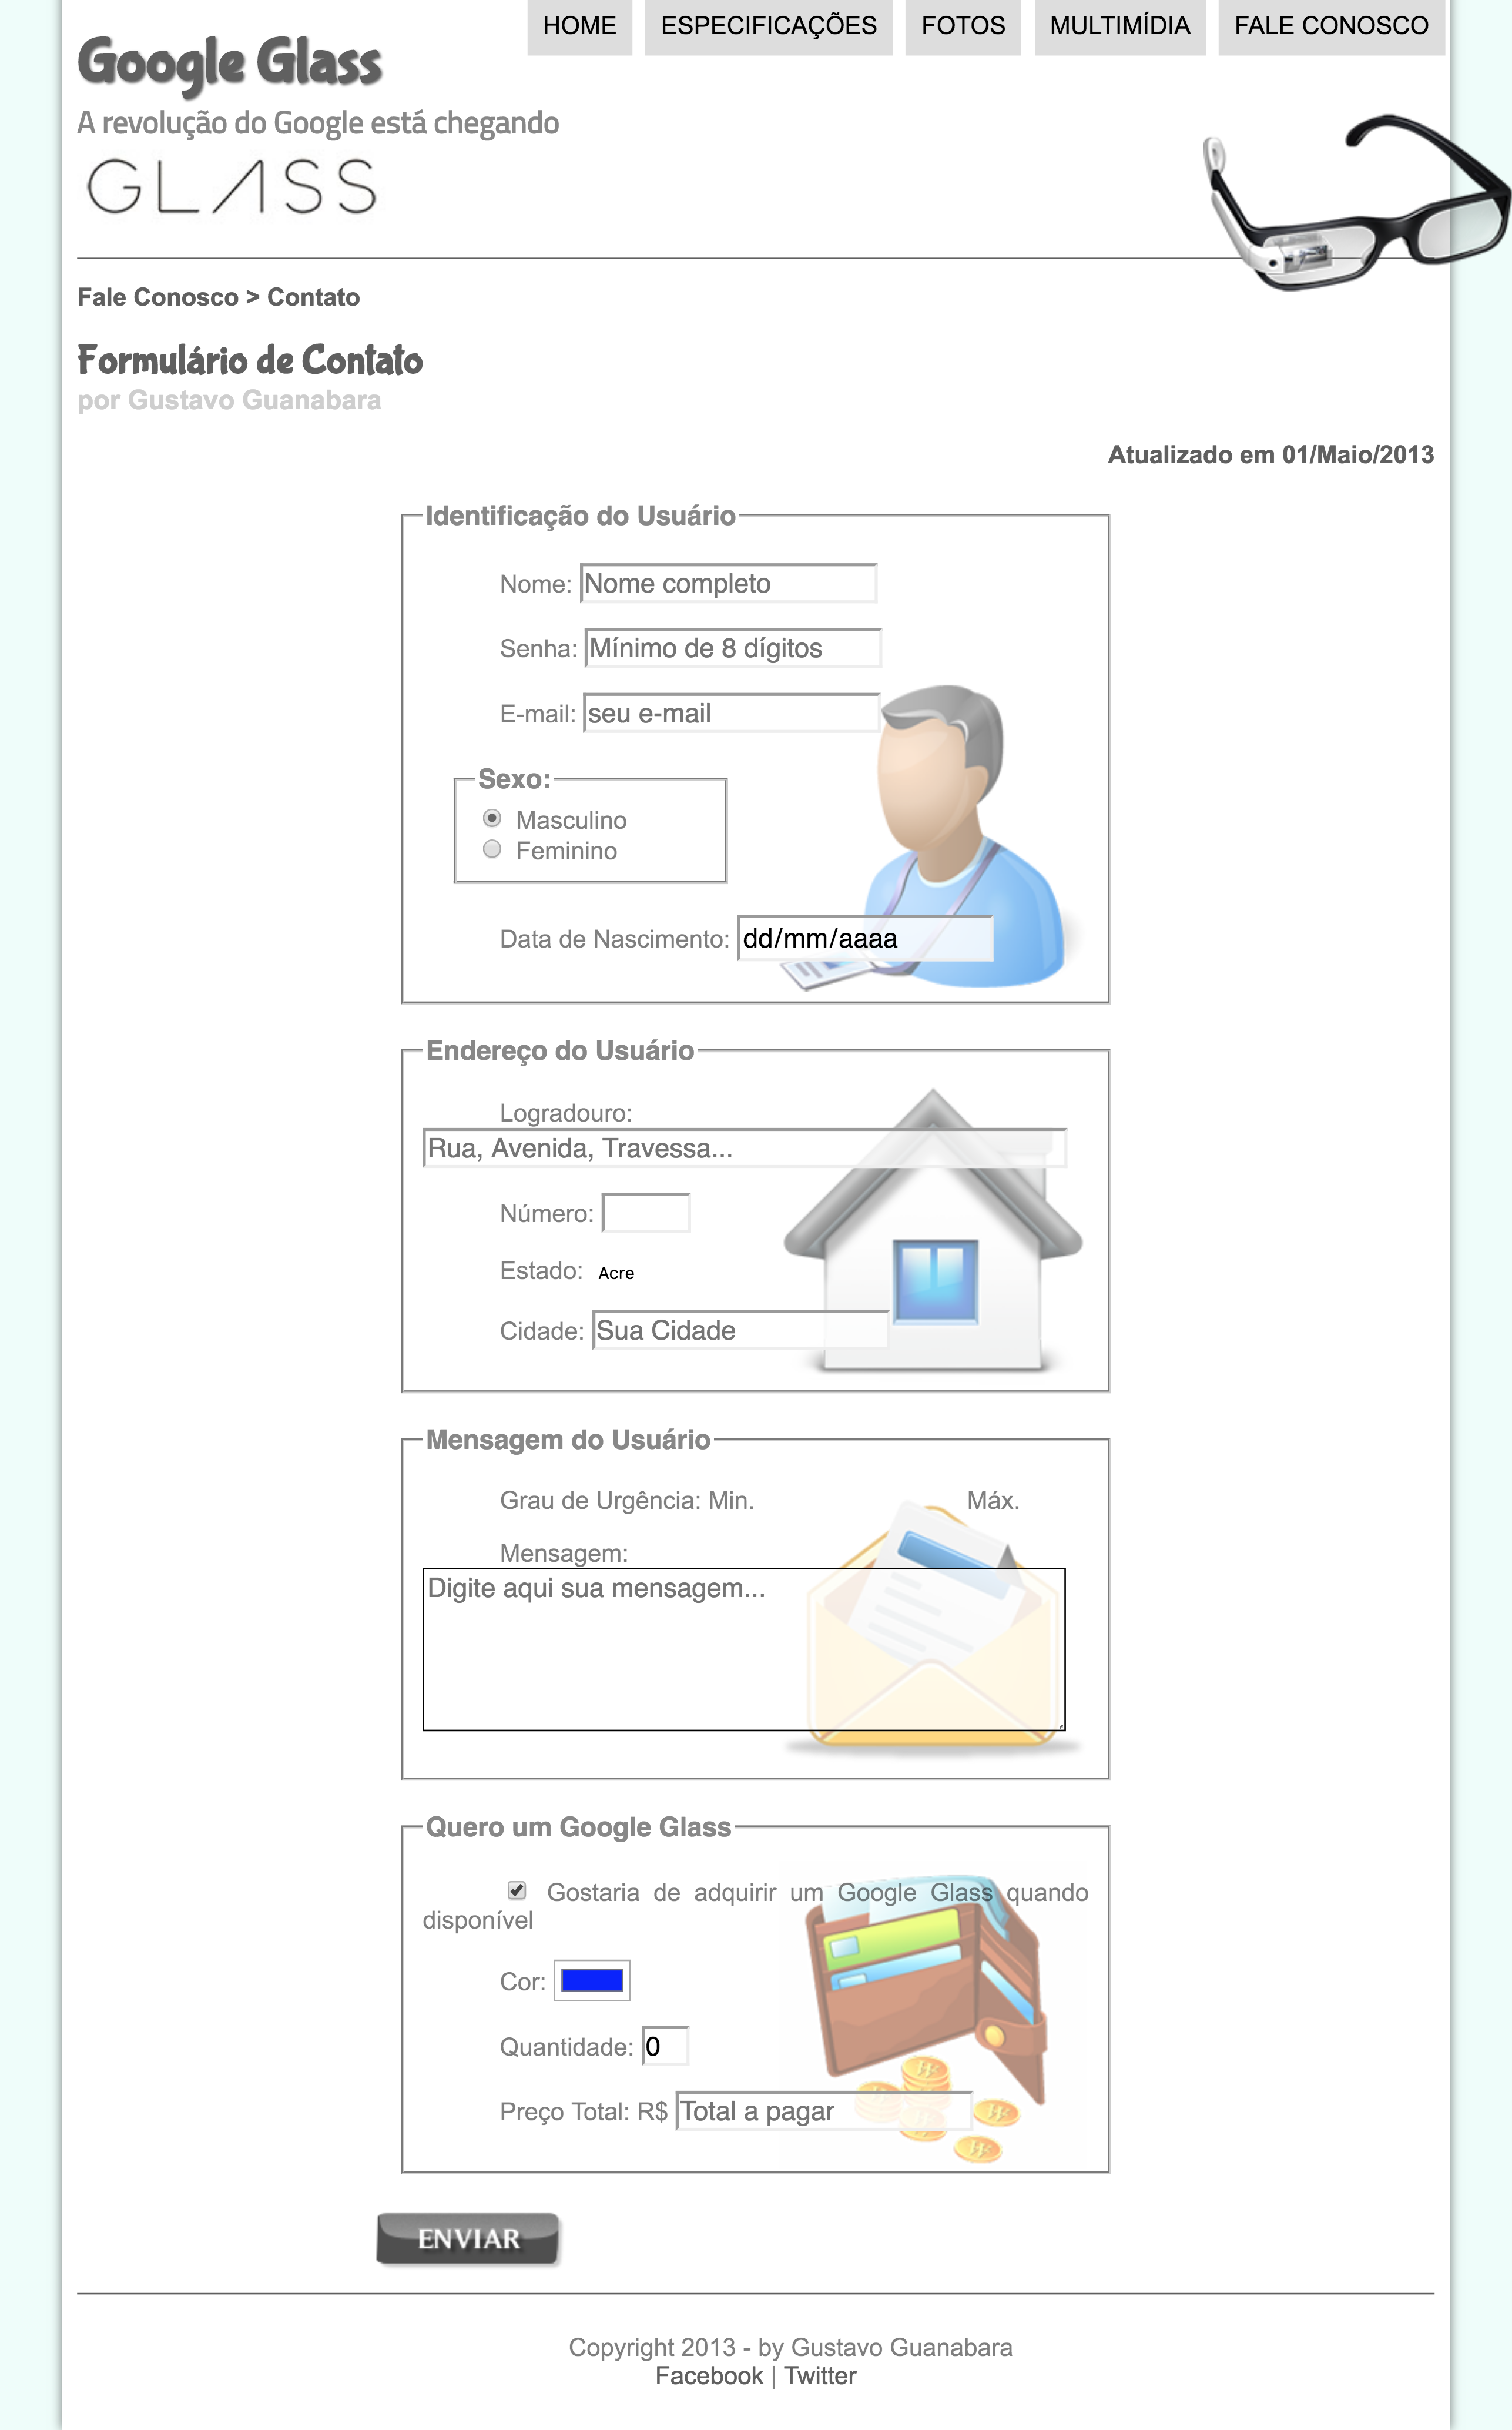 HOME ESPECIFICAÇÕES FOTOS MULTIMÍDIA FALE CONOSCO
Google Glass
A revolução do Google está chegando
GLASS
Fale Conosco > Contato
Formulário de Contato
por Gustavo Guanabara
Atualizado em 01/Maio/2013
Identificação do Usuário
Nome: Nome completo
Senha: Mínimo de 8 dígitos
E-mail: seu e-mail
Sexo:
Masculino
Feminino
Data de Nascimento: dd/mm/aaaa
Endereço do Usuário
Logradouro:
Rua, Avenida, Travessa...
Número:
Estado: Acre
Cidade: Sua Cidade
Mensagem do Usuário
Grau de Urgência: Min. Máx.
Mensagem:
Digite aqui sua mensagem...
Quero um Google Glass
Gostaria de adquirir um Google Glass quando
disponível
Cor:
Quantidade: 0
Preço Total: R$ Total a pagar
ENVIAR
Copyright 2013 - by Gustavo Guanabara
Facebook | Twitter